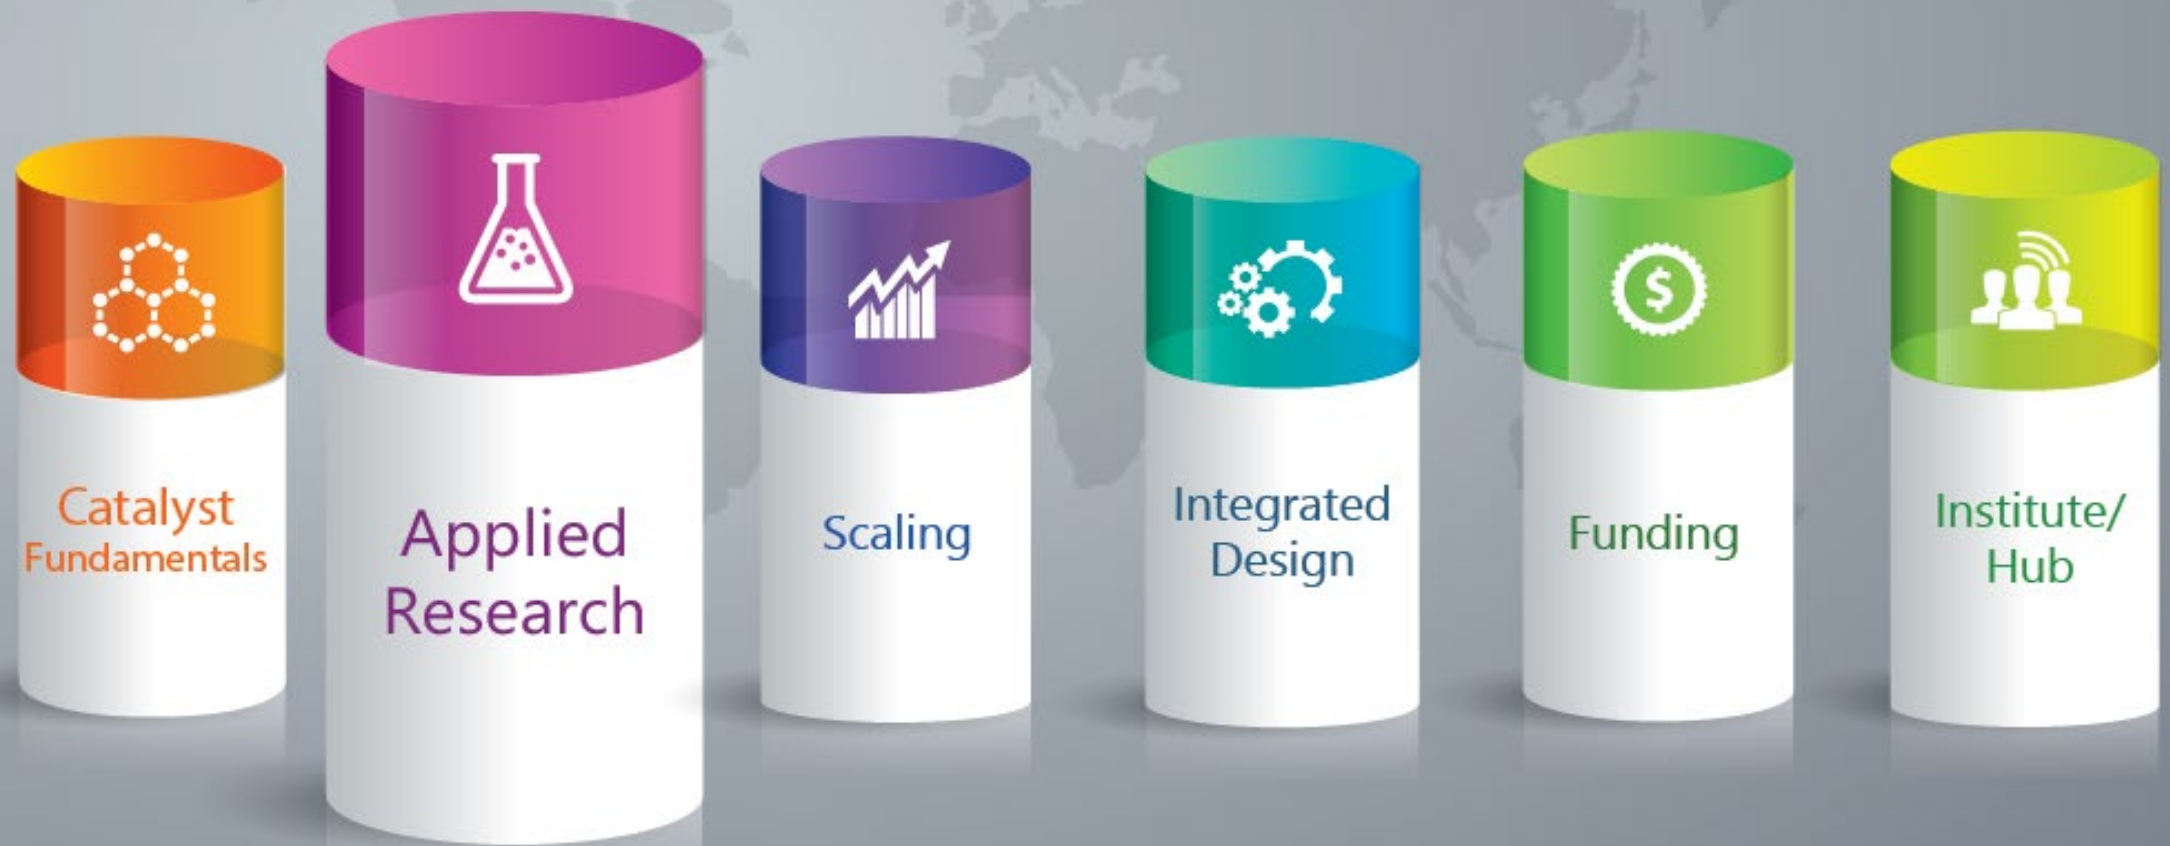 Catalyst
Fundamentals
Applied
Research
Scaling
Integrated
Design
Funding
$
Institute/
Hub